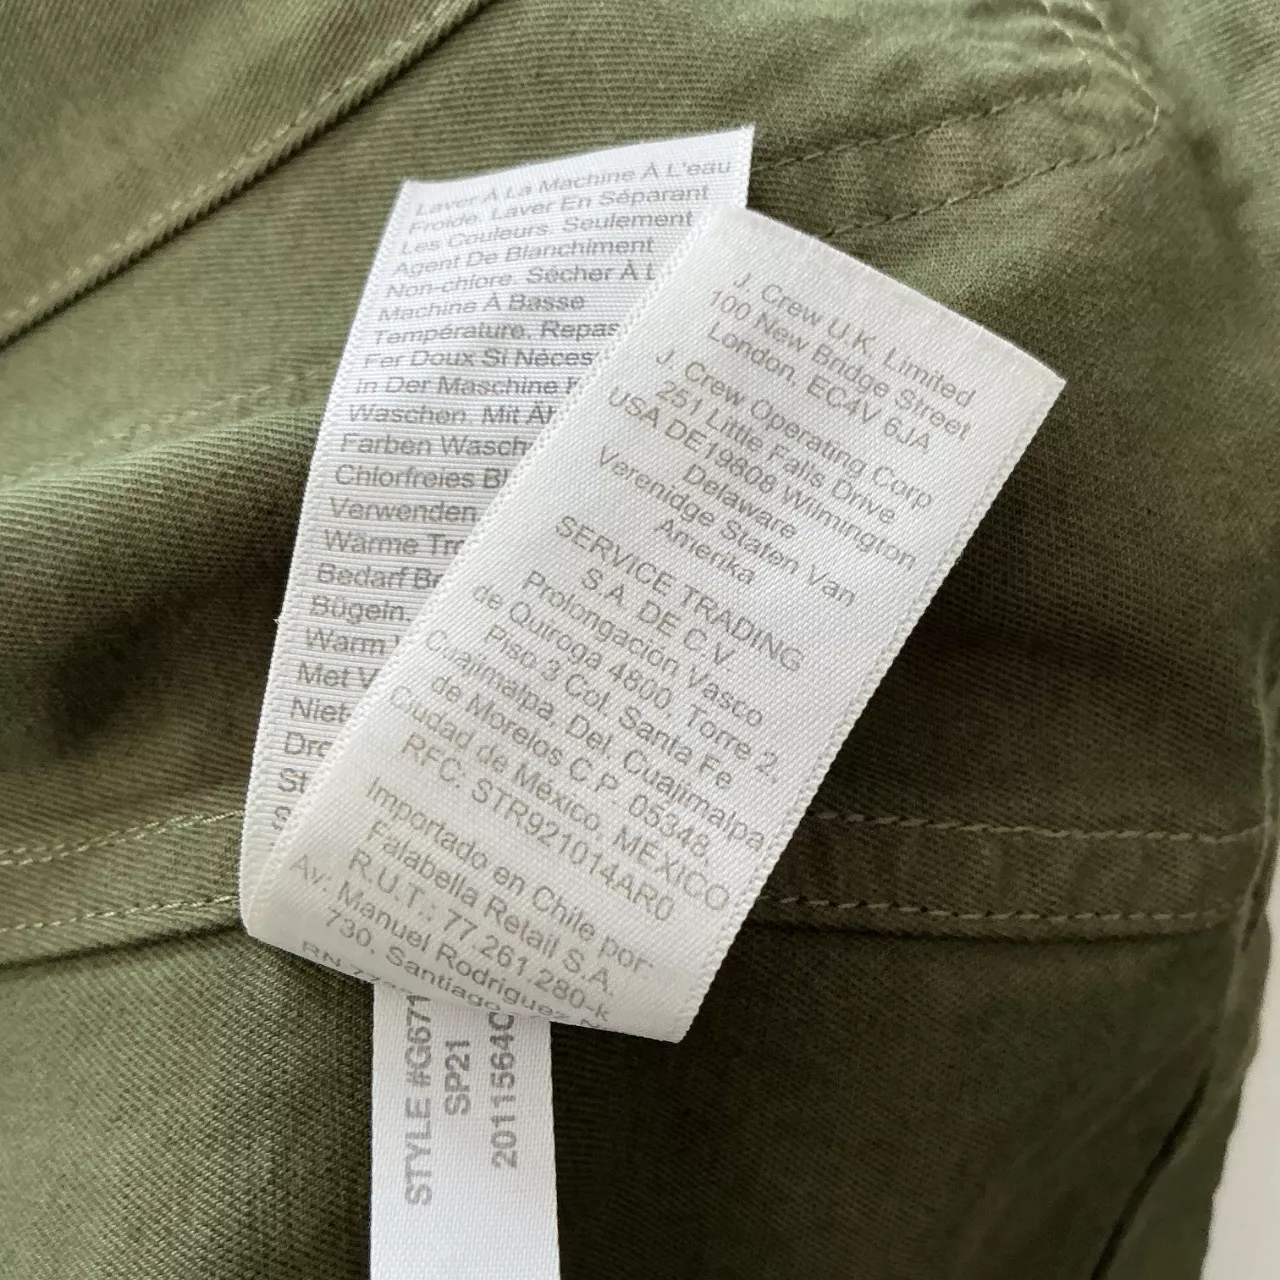 Laver À La Machine À L'eau
Froide. Laver En Séparant
Les Couleurs. Seulement
Agent De Blanchiment
Non-chlore. Sécher À L
Machine À Basse
Température. Repas
Fer Doux Si Néces
In Der Maschine
Waschen. Mit
Farben Wasch
Chlorfreies Bl
Verwenden
Warme Tro
Bedarf Be
Bügeln.
Warm
Met V
Niet-
Dro
St
J. Crew U.K. Limited
100 New Bridge Street
London, EC4V 6JA
J. Crew Operating Corp
251 Little Falls Drive
USA DE19808 Wilmington
Delaware
Verenidge Staten Van
Amerika
SERVICE TRADING
S.A. DE C.V.
Prolongación Vasco
de Quiroga 4800, Torre 2,
Piso 3 Col. Santa Fe
Cuajimalpa, Del. Cuajimalpa
de Morelos C.P. 05348,
Ciudad de México, MEXICO
RFC: STR921014AR0
Importado en Chile por
Falabella Retail S.A.
R.U.T.: 77.261.280-k
Av: Manuel Rodriguez N
730, Santiago
RN 77
STYLE #G671
SP21
2011564C